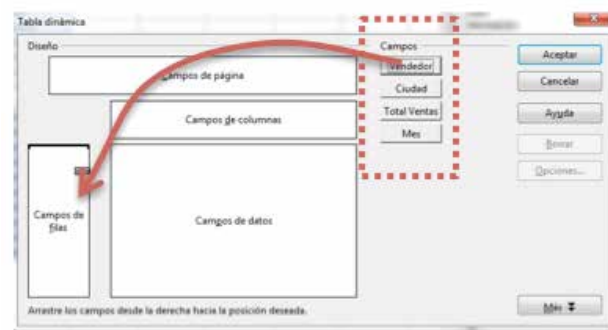 Tabla dinámica
Diseño
Campos
Campos de página
Vendedor
Ciudad
Total Ventas
Mes
Campos de columnas
Campos de filas
Campos de datos
Aceptar
Cancelar
Ayuda
Borrar
Opciones...
Más
Arrastre los campos desde la derecha hacia la posición deseada.